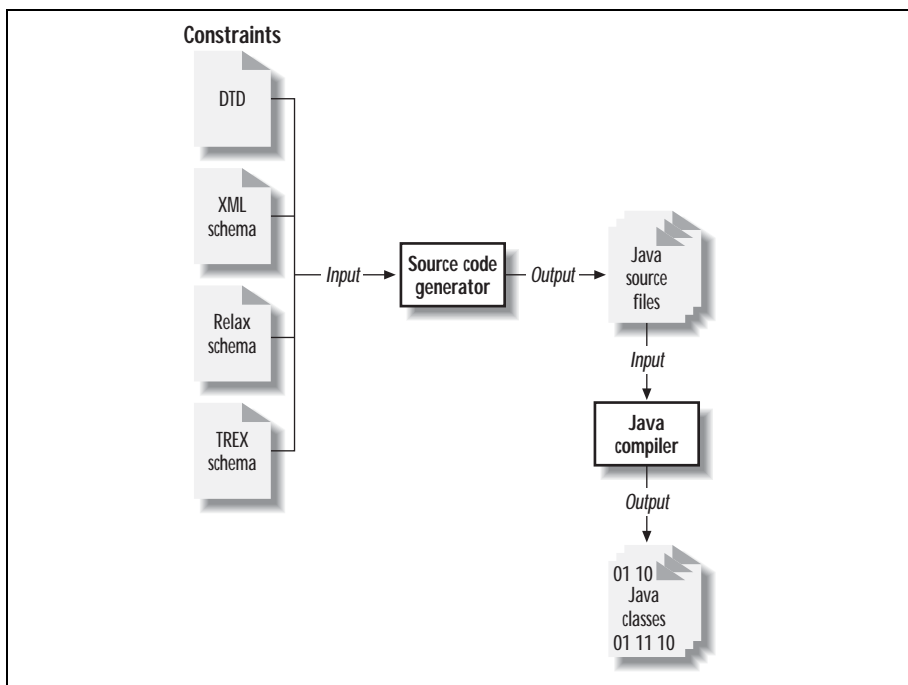 Constraints
DTD
XML
schema
Relax
schema
TREX
schema
Input
Source code
generator
Output
Java
source
files
Input
Java
compiler
Output
01 10
Java
classes
01 11 10